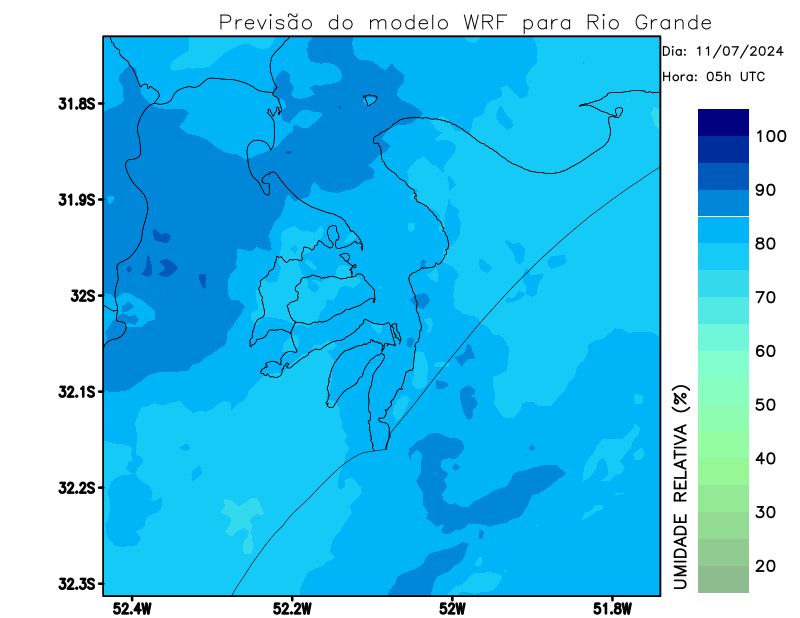 Previsão do modelo WRF para Rio Grande
Dia: 11/07/2024
Hora: 05h UTC
31.8S
31.9S
32S
32.1S
32.2S
32.3S
52.4W
52.2W
52W
51.8W
100
90
80
70
60
50
40
30
20
UMIDADE RELATIVA (%)